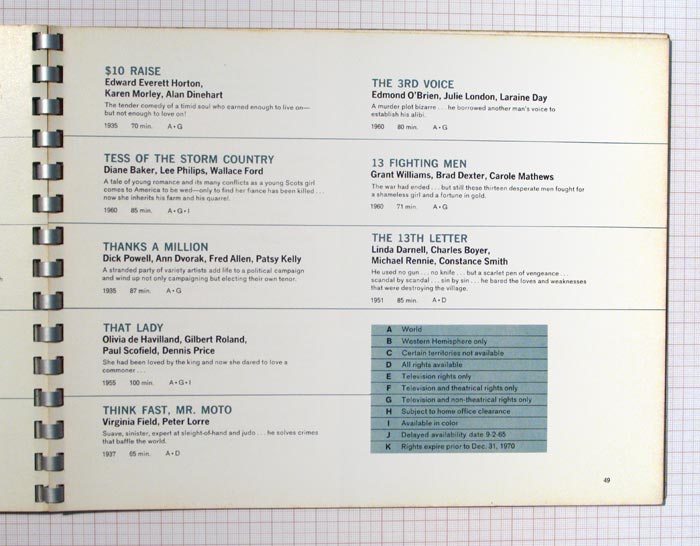 $10 RAISE
Edward Everett Horton,
Karen Morley, Alan Dinehart
The tender comedy of a timid soul who earned enough to live on—
but not enough to love on!
1935 70 min. A•G
TESS OF THE STORM COUNTRY
Diane Baker, Lee Philips, Wallace Ford
A tale of young romance and its many conflicts as a young Scots girl
comes to America to be wed—only to find her fiance has been killed...
now she inherits his farm and his quarrel.
1960 85 min. A•G•I
THANKS A MILLION
Dick Powell, Ann Dvorak, Fred Allen, Patsy Kelly
A stranded party of variety artists add life to a political campaign
and wind up not only campaigning but electing their own tenor.
1935 87 min. A•G
THAT LADY
Olivia de Havilland, Gilbert Roland,
Paul Scofield, Dennis Price
She had been loved by the king and now she dared to love a
commoner...
1955 100 min. A•G•I
THINK FAST, MR. MOTO
Virginia Field, Peter Lorre
Suave, sinister, expert at sleight-of-hand and judo...he solves crimes
that baffle the world.
1937 65 min. A•D
THE 3RD VOICE
Edmond O'Brien, Julie London, Laraine Day
A murder plot bizarre...he borrowed another man's voice to
establish his alibi.
1960 80 min. A•G
13 FIGHTING MEN
Grant Williams, Brad Dexter, Carole Mathews
The war had ended...but still these thirteen desperate men fought for
a shameless girl and a fortune in gold.
1960 71 min. A•G
THE 13TH LETTER
Linda Darnell, Charles Boyer,
Michael Rennie, Constance Smith
He used no gun...no knife...but a scarlet pen of vengeance...
scandal by scandal...sin by sin...he bared the loves and weaknesses
that were destroying the village.
1951 85 min. A•D
A World
B Western Hemisphere only
C Certain territories not available
D All rights available
E Television rights only
F Television and theatrical rights only
G Television and non-theatrical rights only
H Subject to home office clearance
I Available in color
J Delayed availability date 9-2-65
K Rights expire prior to Dec. 31, 1970
49